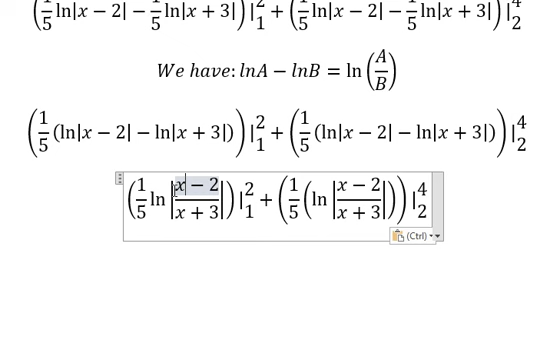 (1/5 ln|x − 2| − 1/5 ln|x + 3|)|₁² + (1/5 ln|x − 2| − 1/5 ln|x + 3|)|₂⁴
We have: lnA − lnB = ln(A/B)
(1/5 (ln|x − 2| − ln|x + 3|))|₁² + (1/5 (ln|x − 2| − ln|x + 3|))|₂⁴
(1/5 ln|(x − 2)/(x + 3)|)|₁² + (1/5 (ln|(x − 2)/(x + 3)|))|₂⁴
(Ctrl)